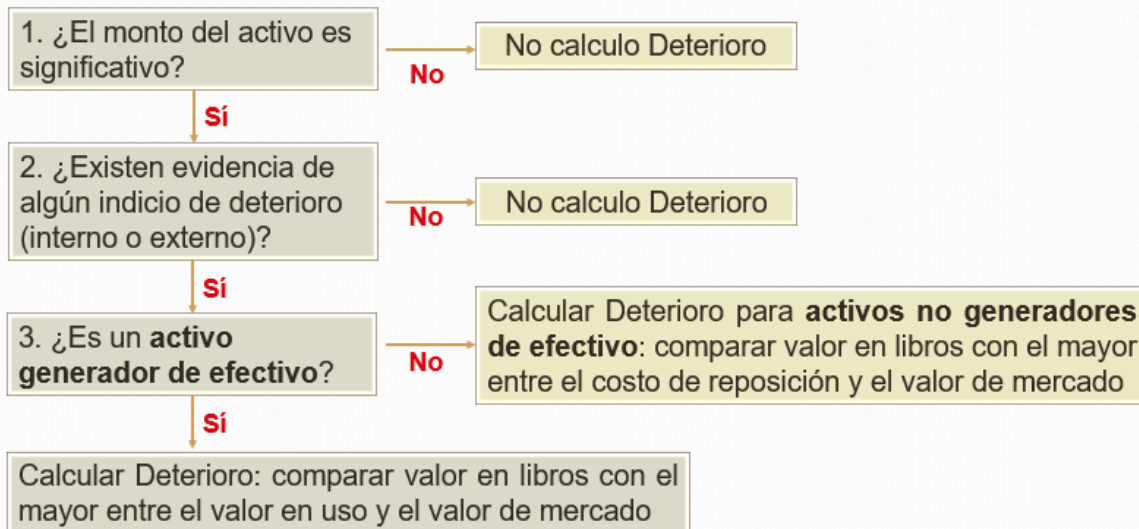 1. ¿El monto del activo es
significativo?
No
No calculo Deterioro
Sí
2. ¿Existen evidencia de
algún indicio de deterioro
(interno o externo)?
No
No calculo Deterioro
Sí
3. ¿Es un activo
generador de efectivo?
No
Calcular Deterioro para activos no generadores
de efectivo: comparar valor en libros con el mayor
entre el costo de reposición y el valor de mercado
Sí
Calcular Deterioro: comparar valor en libros con el
mayor entre el valor en uso y el valor de mercado